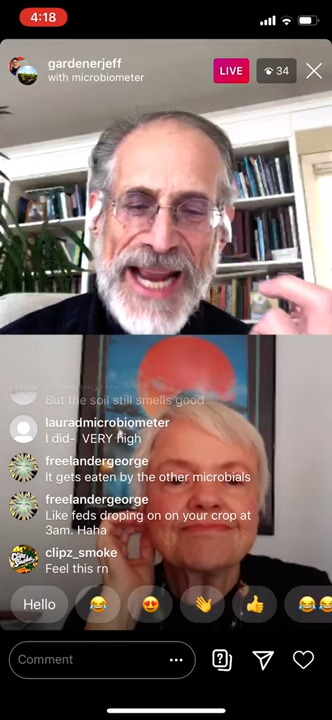 4:18
gardenerjeff
with microbiometer
LIVE
34
But the soil still smells good
lauradmicrobiometer
I did- VERY high
freelandergeorge
It gets eaten by the other microbials
freelandergeorge
Like feds droping on on your crop at
3am. Haha
clipz_smoke
Feel this rn
Hello
Comment